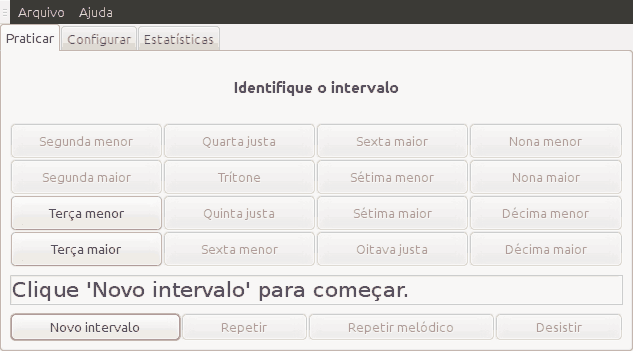 Arquivo Ajuda
Praticar Configurar Estatísticas
Identifique o intervalo
Segunda menor Quarta justa Sexta maior Nona menor
Segunda maior Trítone Sétima menor Nona maior
Terça menor Quinta justa Sétima maior Décima menor
Terça maior Sexta menor Oitava justa Décima maior
Clique 'Novo intervalo' para começar.
Novo intervalo Repetir Repetir melódico Desistir